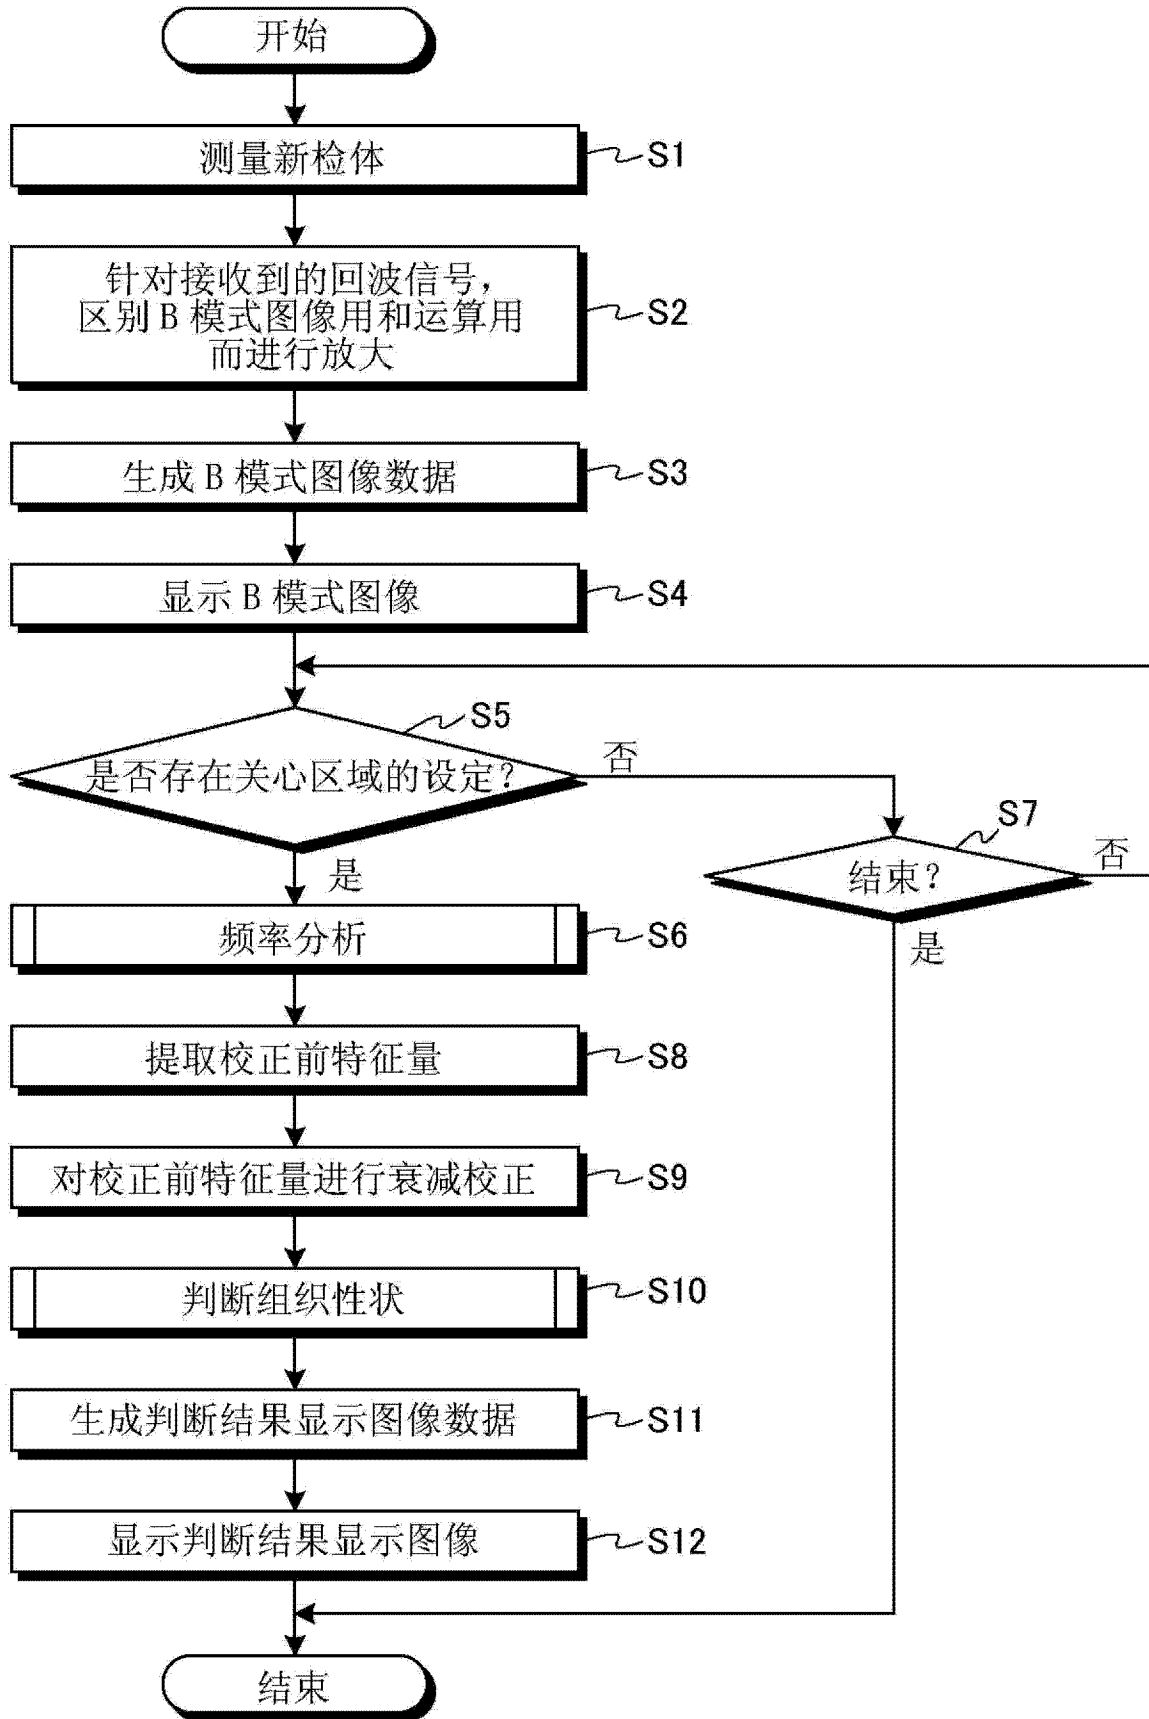 开始
测量新检体
S1
针对接收到的回波信号，
区别 B 模式图像用和运算用
而进行放大
S2
生成 B 模式图像数据
S3
显示 B 模式图像
S4
S5
是否存在关心区域的设定？
否
是
S7
结束？
否
是
频率分析
S6
提取校正前特征量
S8
对校正前特征量进行衰减校正
S9
判断组织性状
S10
生成判断结果显示图像数据
S11
显示判断结果显示图像
S12
结束